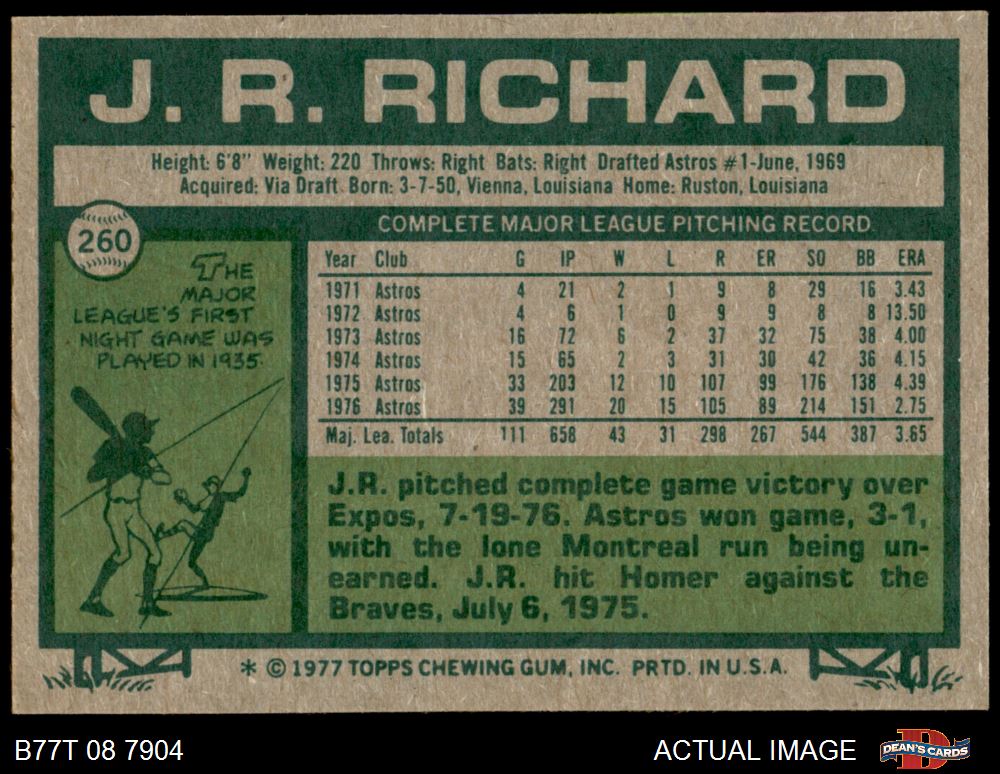 J. R. RICHARD
Height: 6'8" Weight: 220 Throws: Right Bats: Right Drafted Astros #1-June, 1969
Acquired: Via Draft Born: 3-7-50, Vienna, Louisiana Home: Ruston, Louisiana
260
THE
MAJOR
LEAGUE'S FIRST
NIGHT GAME WAS
PLAYED IN 1935.
COMPLETE MAJOR LEAGUE PITCHING RECORD
Year Club G IP W L R ER SO BB ERA
1971 Astros 4 21 2 1 9 8 29 16 3.43
1972 Astros 4 6 1 0 9 9 8 8 13.50
1973 Astros 16 72 6 2 37 32 75 38 4.00
1974 Astros 15 65 2 3 31 30 42 36 4.15
1975 Astros 33 203 12 10 107 99 176 138 4.39
1976 Astros 39 291 20 15 105 89 214 151 2.75
Maj. Lea. Totals 111 658 43 31 298 267 544 387 3.65
J.R. pitched complete game victory over
Expos, 7-19-76. Astros won game, 3-1,
with the lone Montreal run being un-
earned. J.R. hit Homer against the
Braves, July 6, 1975.
* © 1977 TOPPS CHEWING GUM, INC. PRTD. IN U.S.A.
B77T 08 7904
ACTUAL IMAGE
DEAN'S CARDS